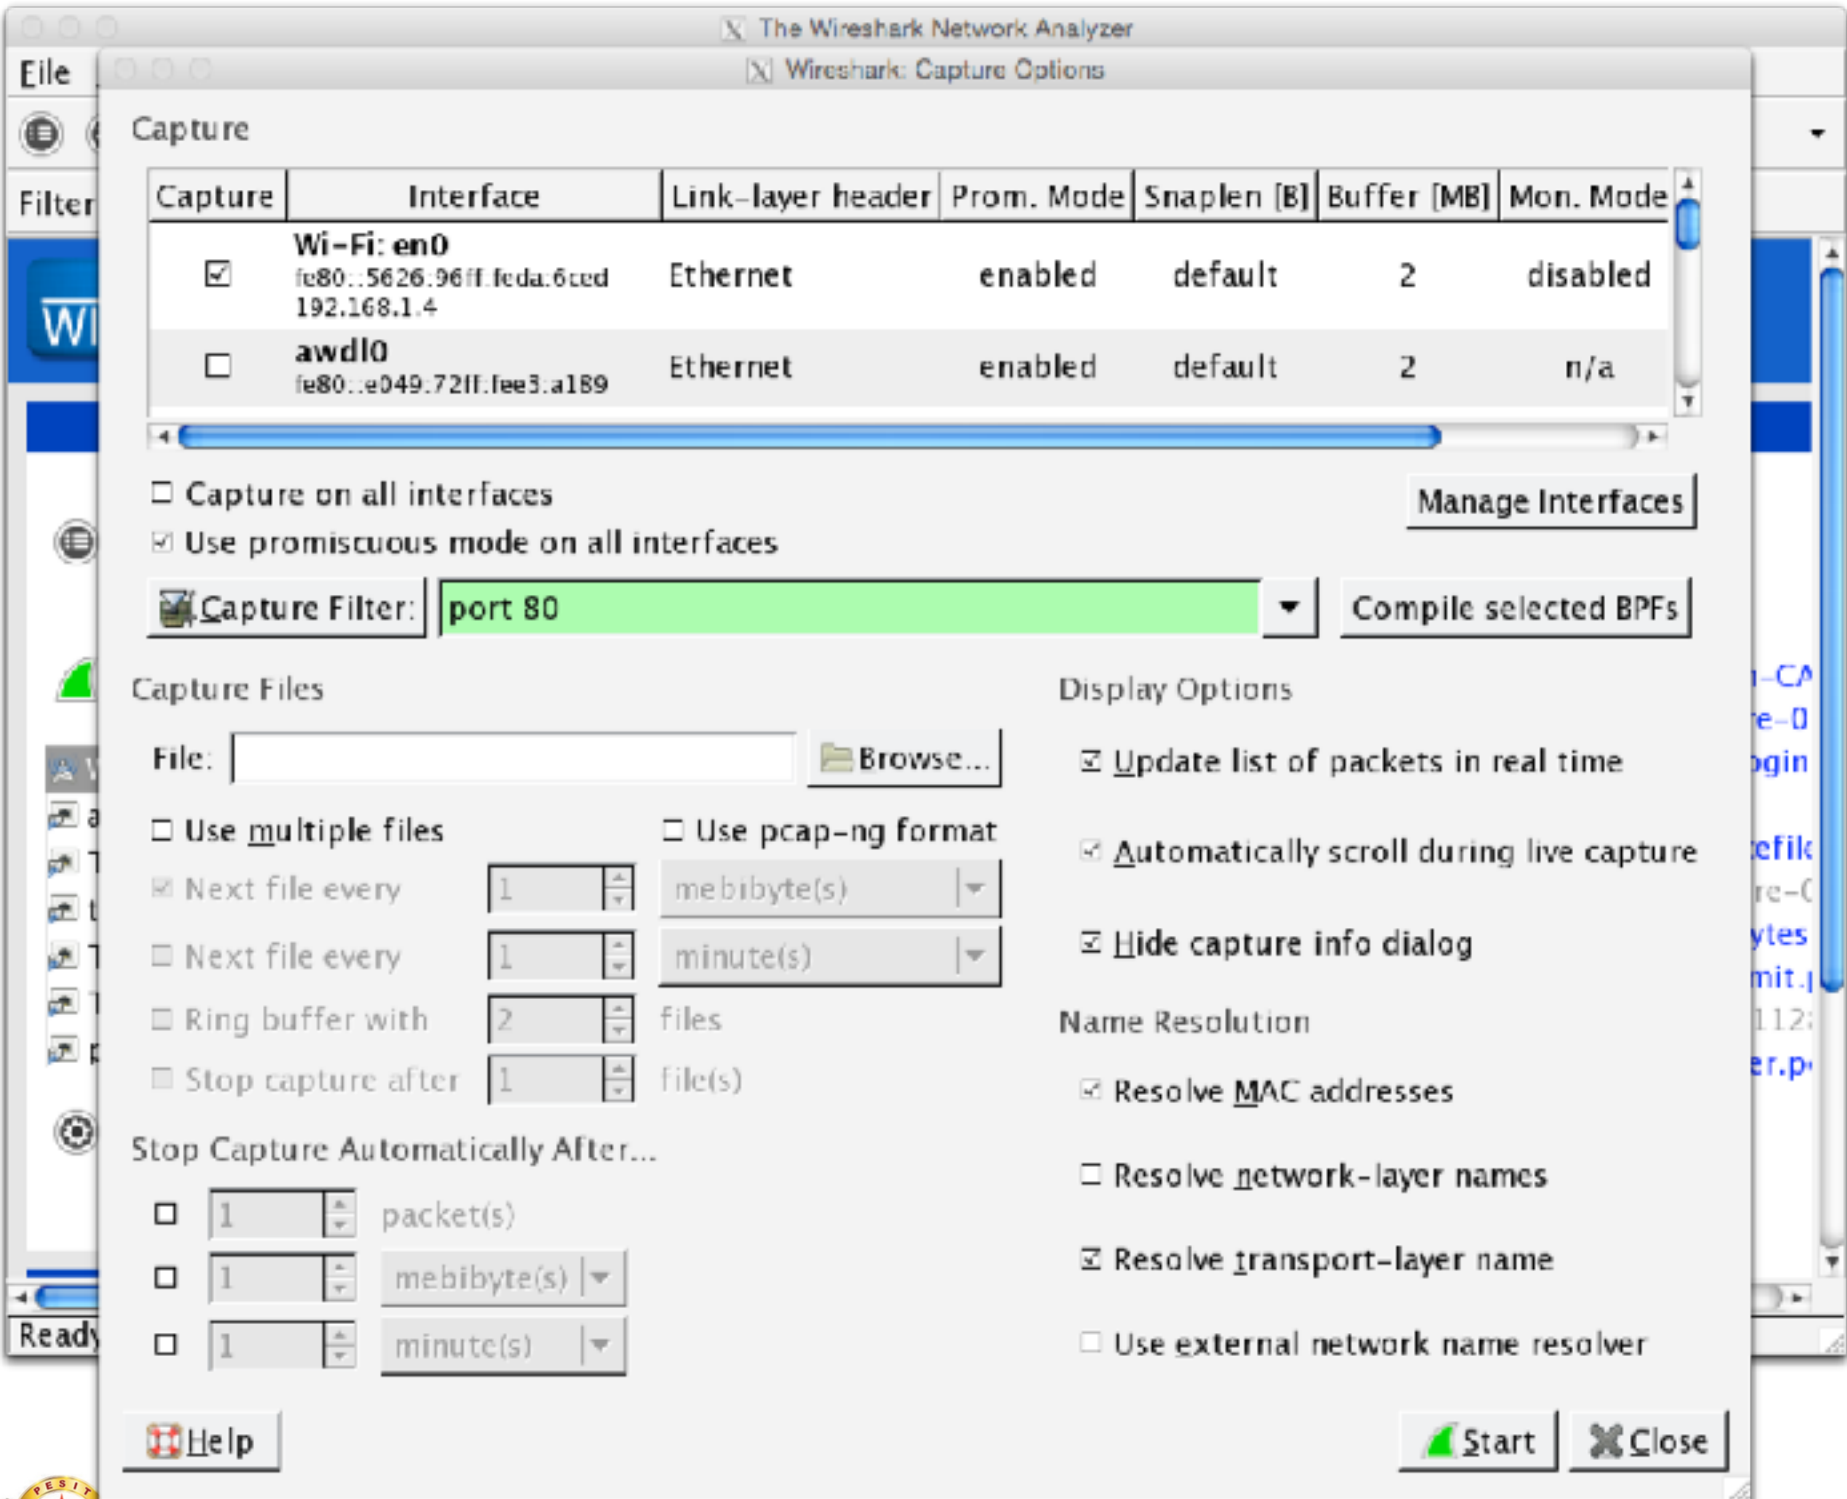 The Wireshark Network Analyzer
File
Wireshark: Capture Options
Capture
Filter
Capture Interface Link-layer header Prom. Mode Snaplen [B] Buffer [MB] Mon. Mode
Wi-Fi: en0
fe80::5626:96ff:feda:6ced
192.168.1.4
Ethernet enabled default 2 disabled
awdl0
fe80::e049:72ff:fee3:a189
Ethernet enabled default 2 n/a
WI
Capture on all interfaces
Manage Interfaces
Use promiscuous mode on all interfaces
Capture Filter: port 80 Compile selected BPFs
Capture Files
File: Browse...
Use multiple files Use pcap-ng format
Next file every 1 mebibyte(s)
Next file every 1 minute(s)
Ring buffer with 2 files
Stop capture after 1 file(s)
Stop Capture Automatically After...
1 packet(s)
1 mebibyte(s)
1 minute(s)
Display Options
Update list of packets in real time
Automatically scroll during live capture
Hide capture info dialog
Name Resolution
Resolve MAC addresses
Resolve network-layer names
Resolve transport-layer name
Use external network name resolver
Ready
Help Start Close
PESIT